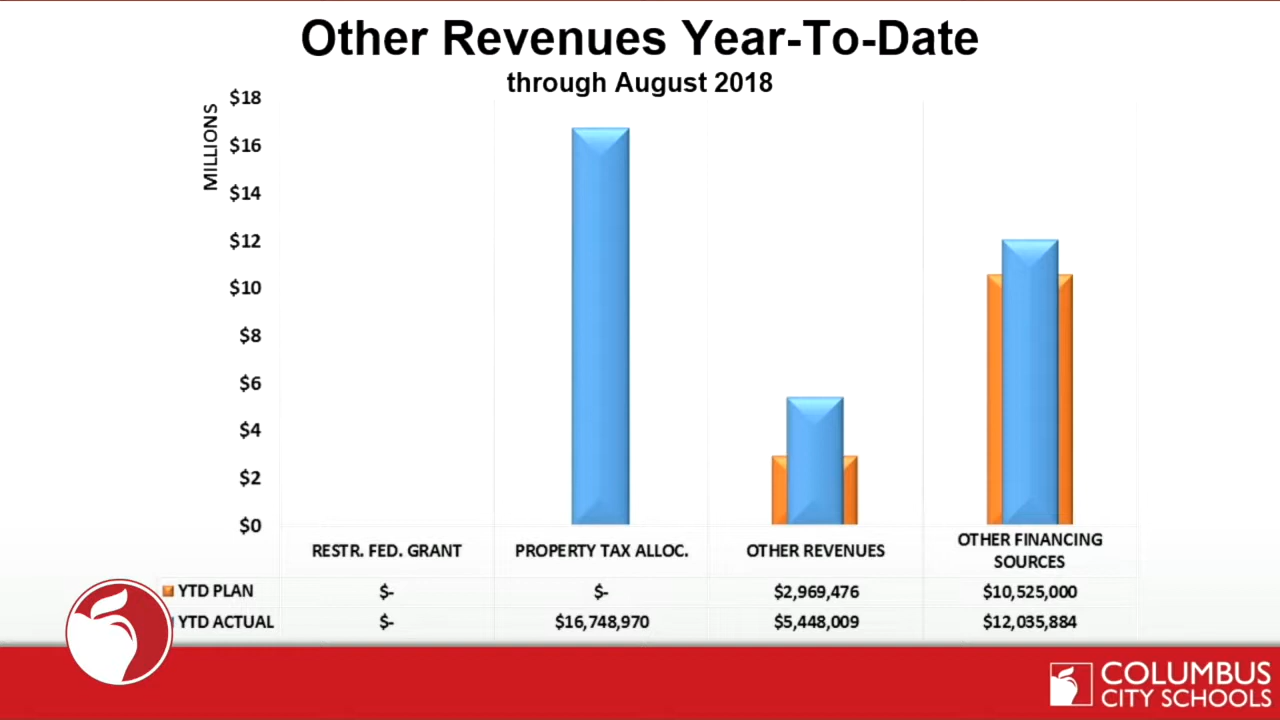 Other Revenues Year-To-Date
through August 2018
MILLIONS
$18
$16
$14
$12
$10
$8
$6
$4
$2
$0
RESTR. FED. GRANT PROPERTY TAX ALLOC. OTHER REVENUES OTHER FINANCING
SOURCES
YTD PLAN $- $- $2,969,476 $10,525,000
YTD ACTUAL $- $16,748,970 $5,448,009 $12,035,884
COLUMBUS
CITY SCHOOLS